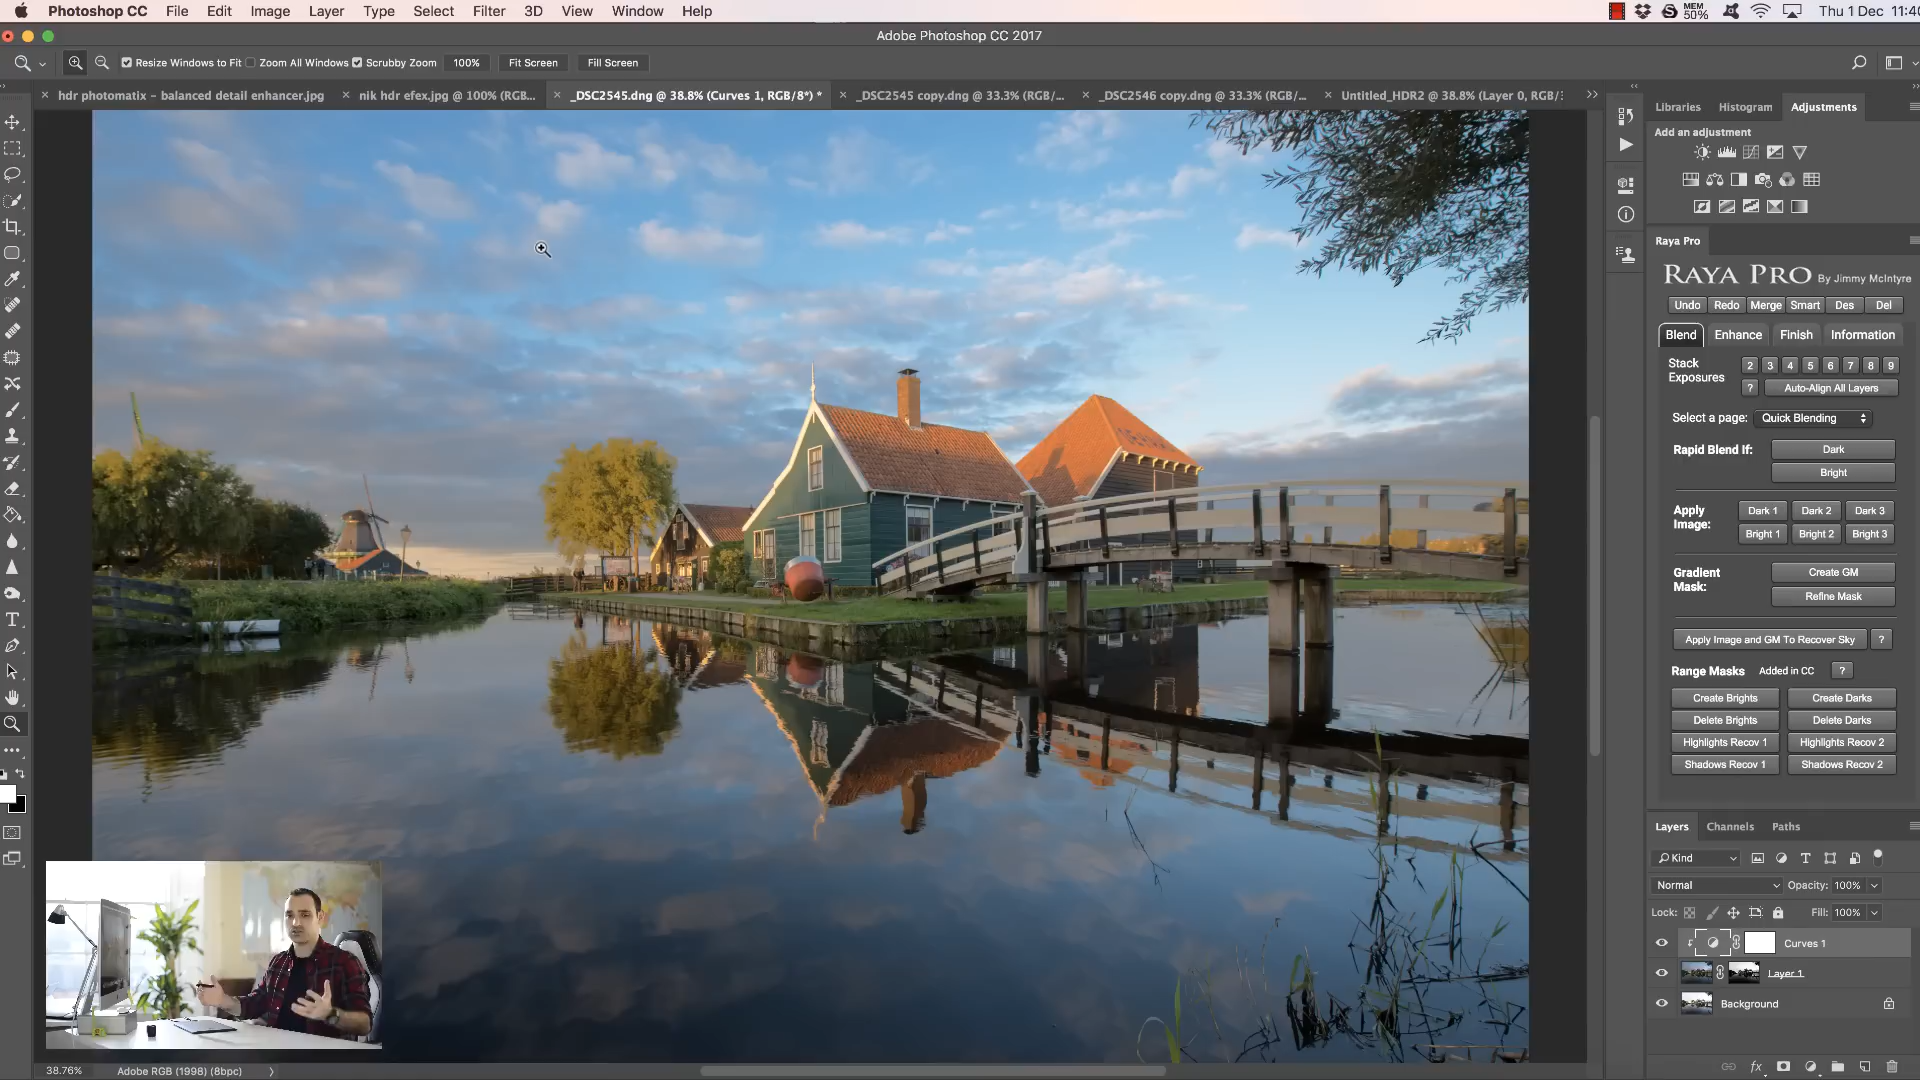 Photoshop CC File Edit Image Layer Type Select Filter 3D View Window Help MEM 50% Thu 1 Dec 11:40
Adobe Photoshop CC 2017
Resize Windows to Fit Zoom All Windows Scrubby Zoom 100% Fit Screen Fill Screen
hdr photomatix - balanced detail enhancer.jpg nik hdr efex.jpg @ 100% (RGB... _DSC2545.dng @ 38.8% (Curves 1, RGB/8*) * _DSC2545 copy.dng @ 33.3% (RGB/... _DSC2546 copy.dng @ 33.3% (RGB/... Untitled_HDR2 @ 38.8% (Layer 0, RGB/
Libraries Histogram Adjustments
Add an adjustment
Raya Pro
RAYA PRO By Jimmy McIntyre
Undo Redo Merge Smart Des Del
Blend Enhance Finish Information
Stack Exposures 2 3 4 5 6 7 8 9
? Auto-Align All Layers
Select a page: Quick Blending
Rapid Blend If: Dark
Bright
Apply Image: Dark 1 Dark 2 Dark 3
Bright 1 Bright 2 Bright 3
Gradient Mask: Create GM
Refine Mask
Apply Image and GM To Recover Sky ?
Range Masks Added in CC ?
Create Brights Create Darks
Delete Brights Delete Darks
Highlights Recov 1 Highlights Recov 2
Shadows Recov 1 Shadows Recov 2
Layers Channels Paths
Kind
Normal Opacity: 100%
Lock: Fill: 100%
Curves 1
Layer 1
Background
38.76% Adobe RGB (1998) (8bpc)